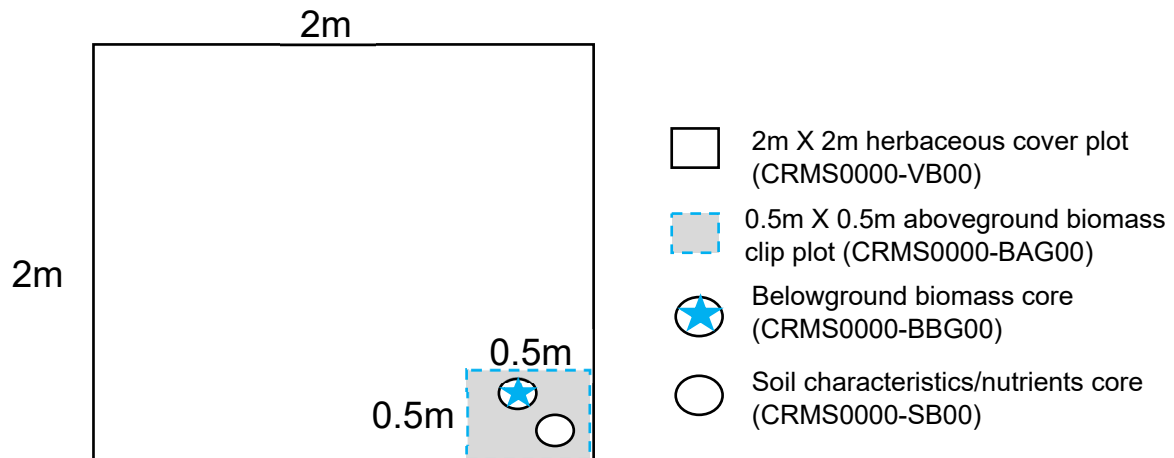 2m
2m
0.5m
0.5m
2m X 2m herbaceous cover plot
(CRMS0000-VB00)
0.5m X 0.5m aboveground biomass
clip plot (CRMS0000-BAG00)
Belowground biomass core
(CRMS0000-BBG00)
Soil characteristics/nutrients core
(CRMS0000-SB00)